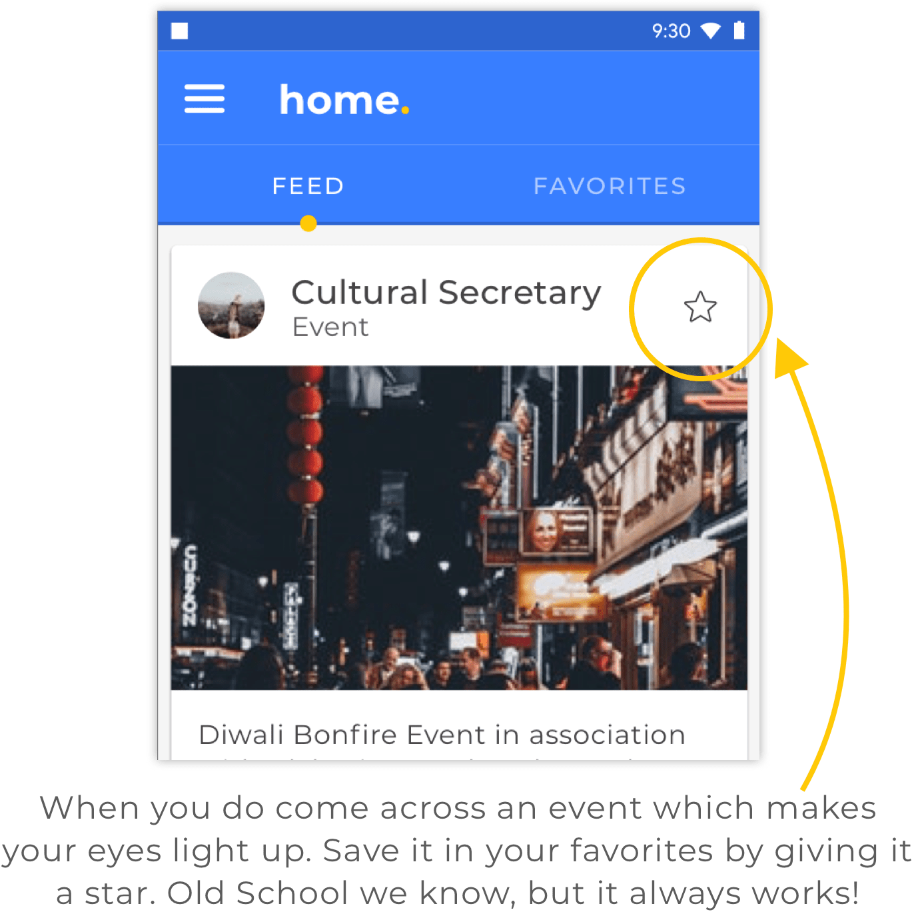 9:30
home.
FEED FAVORITES
Cultural Secretary
Event
Diwali Bonfire Event in association
When you do come across an event which makes
your eyes light up. Save it in your favorites by giving it
a star. Old School we know, but it always works!